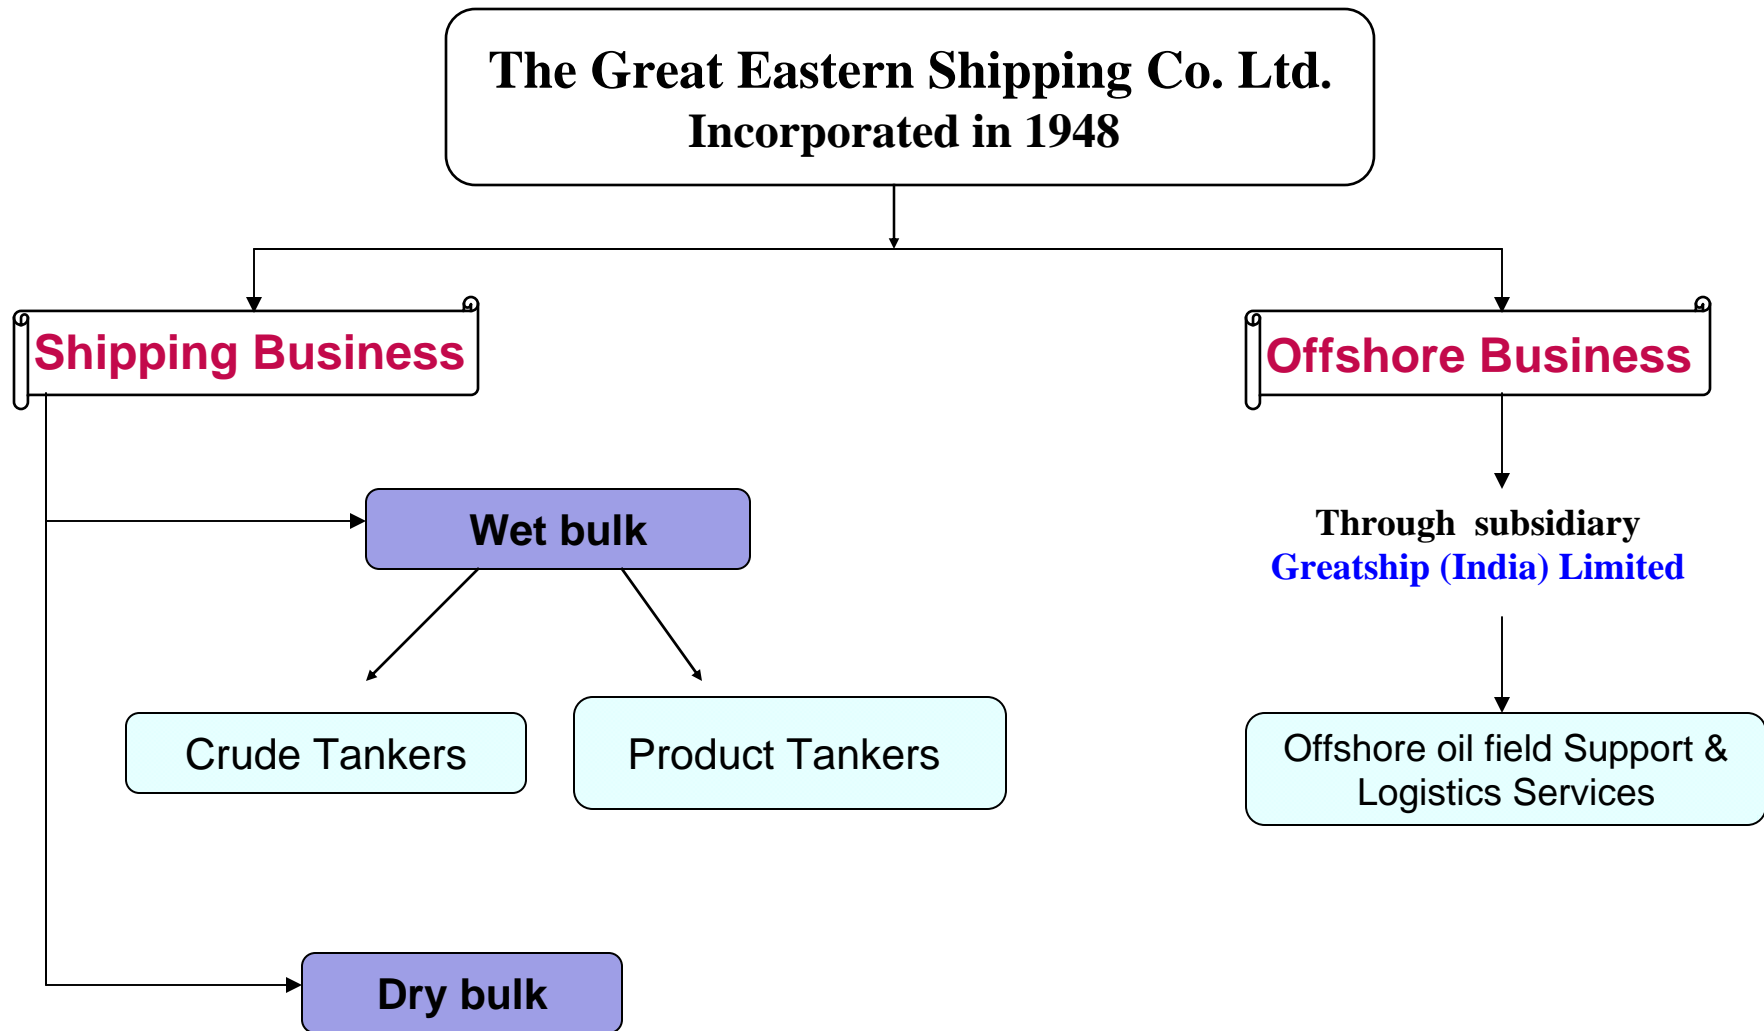 The Great Eastern Shipping Co. Ltd.
Incorporated in 1948
Shipping Business
Offshore Business
Wet bulk
Through subsidiary
Greatship (India) Limited
Crude Tankers
Product Tankers
Offshore oil field Support &
Logistics Services
Dry bulk